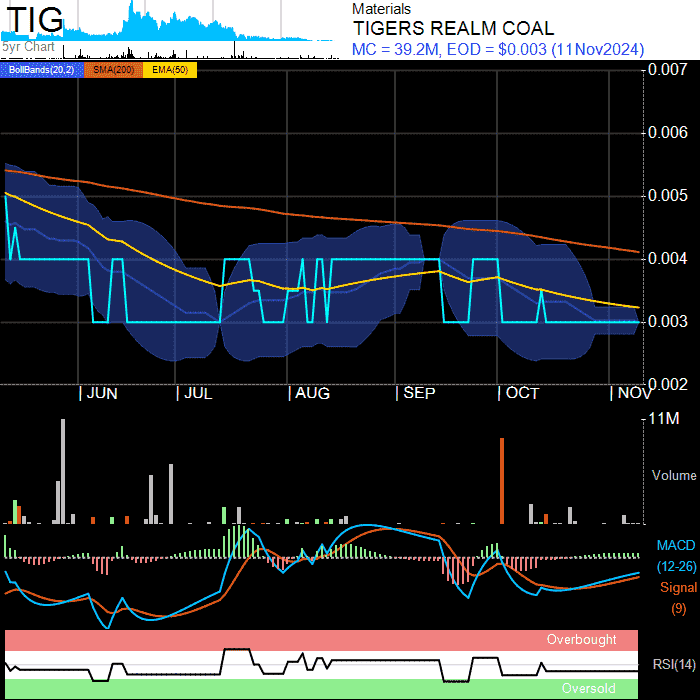 TIG
5yr Chart
Materials
TIGERS REALM COAL
MC = 39.2M, EOD = $0.003 (11Nov2024)
BollBands(20,2) SMA(200) EMA(50)
0.007
0.006
0.005
0.004
0.003
0.002
JUN JUL AUG SEP OCT NOV
11M
Volume
MACD
(12-26)
Signal
(9)
Overbought
RSI(14)
Oversold